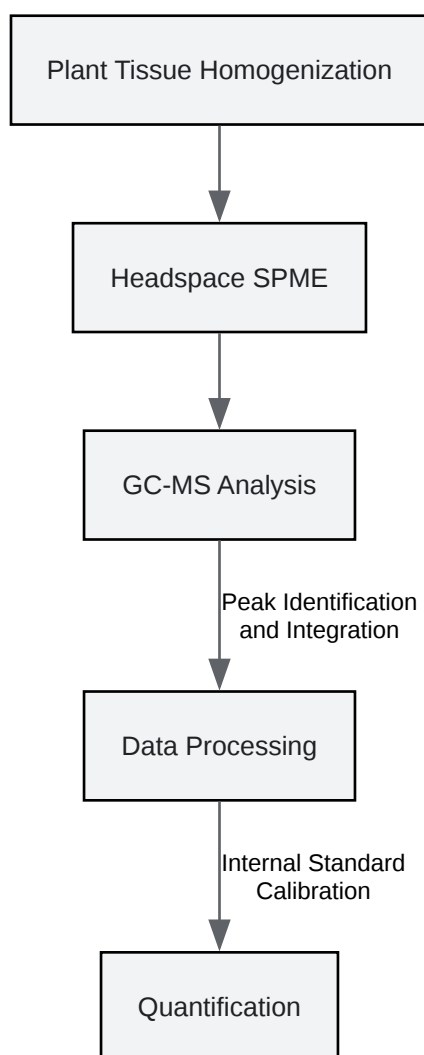 Plant Tissue Homogenization
Headspace SPME
GC-MS Analysis
Peak Identification
and Integration
Data Processing
Internal Standard
Calibration
Quantification